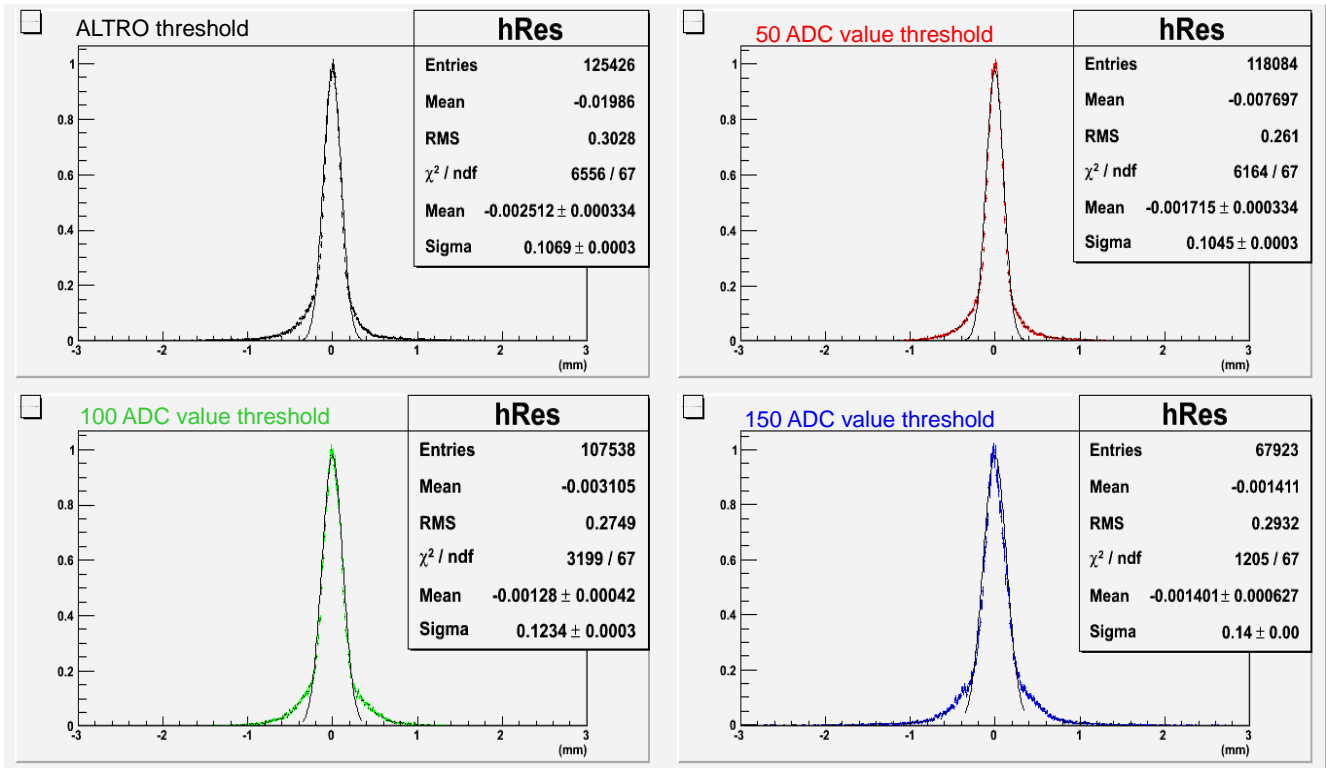 ALTRO threshold
hRes
Entries 125426
Mean -0.01986
RMS 0.3028
χ² / ndf 6556 / 67
Mean -0.002512 ± 0.000334
Sigma 0.1069 ± 0.0003
1
0.8
0.6
0.4
0.2
0
-3 -2 -1 0 1 2 3
(mm)
50 ADC value threshold
hRes
Entries 118084
Mean -0.007697
RMS 0.261
χ² / ndf 6164 / 67
Mean -0.001715 ± 0.000334
Sigma 0.1045 ± 0.0003
1
0.8
0.6
0.4
0.2
0
-3 -2 -1 0 1 2 3
(mm)
100 ADC value threshold
hRes
Entries 107538
Mean -0.003105
RMS 0.2749
χ² / ndf 3199 / 67
Mean -0.00128 ± 0.00042
Sigma 0.1234 ± 0.0003
1
0.8
0.6
0.4
0.2
0
-3 -2 -1 0 1 2 3
(mm)
150 ADC value threshold
hRes
Entries 67923
Mean -0.001411
RMS 0.2932
χ² / ndf 1205 / 67
Mean -0.001401 ± 0.000627
Sigma 0.14 ± 0.00
1
0.8
0.6
0.4
0.2
0
-3 -2 -1 0 1 2 3
(mm)